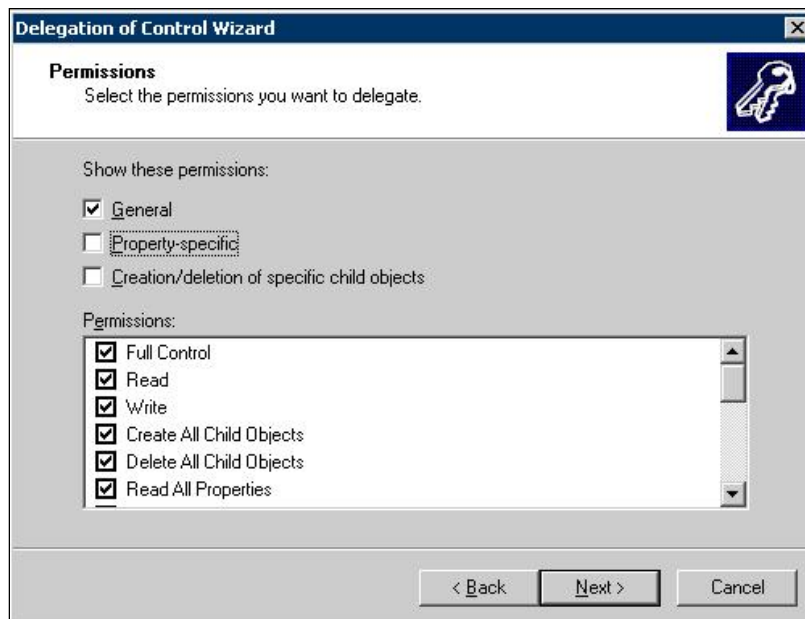 Delegation of Control Wizard
Permissions
Select the permissions you want to delegate.
Show these permissions:
General
Property-specific
Creation/deletion of specific child objects
Permissions:
Full Control
Read
Write
Create All Child Objects
Delete All Child Objects
Read All Properties
< Back Next > Cancel